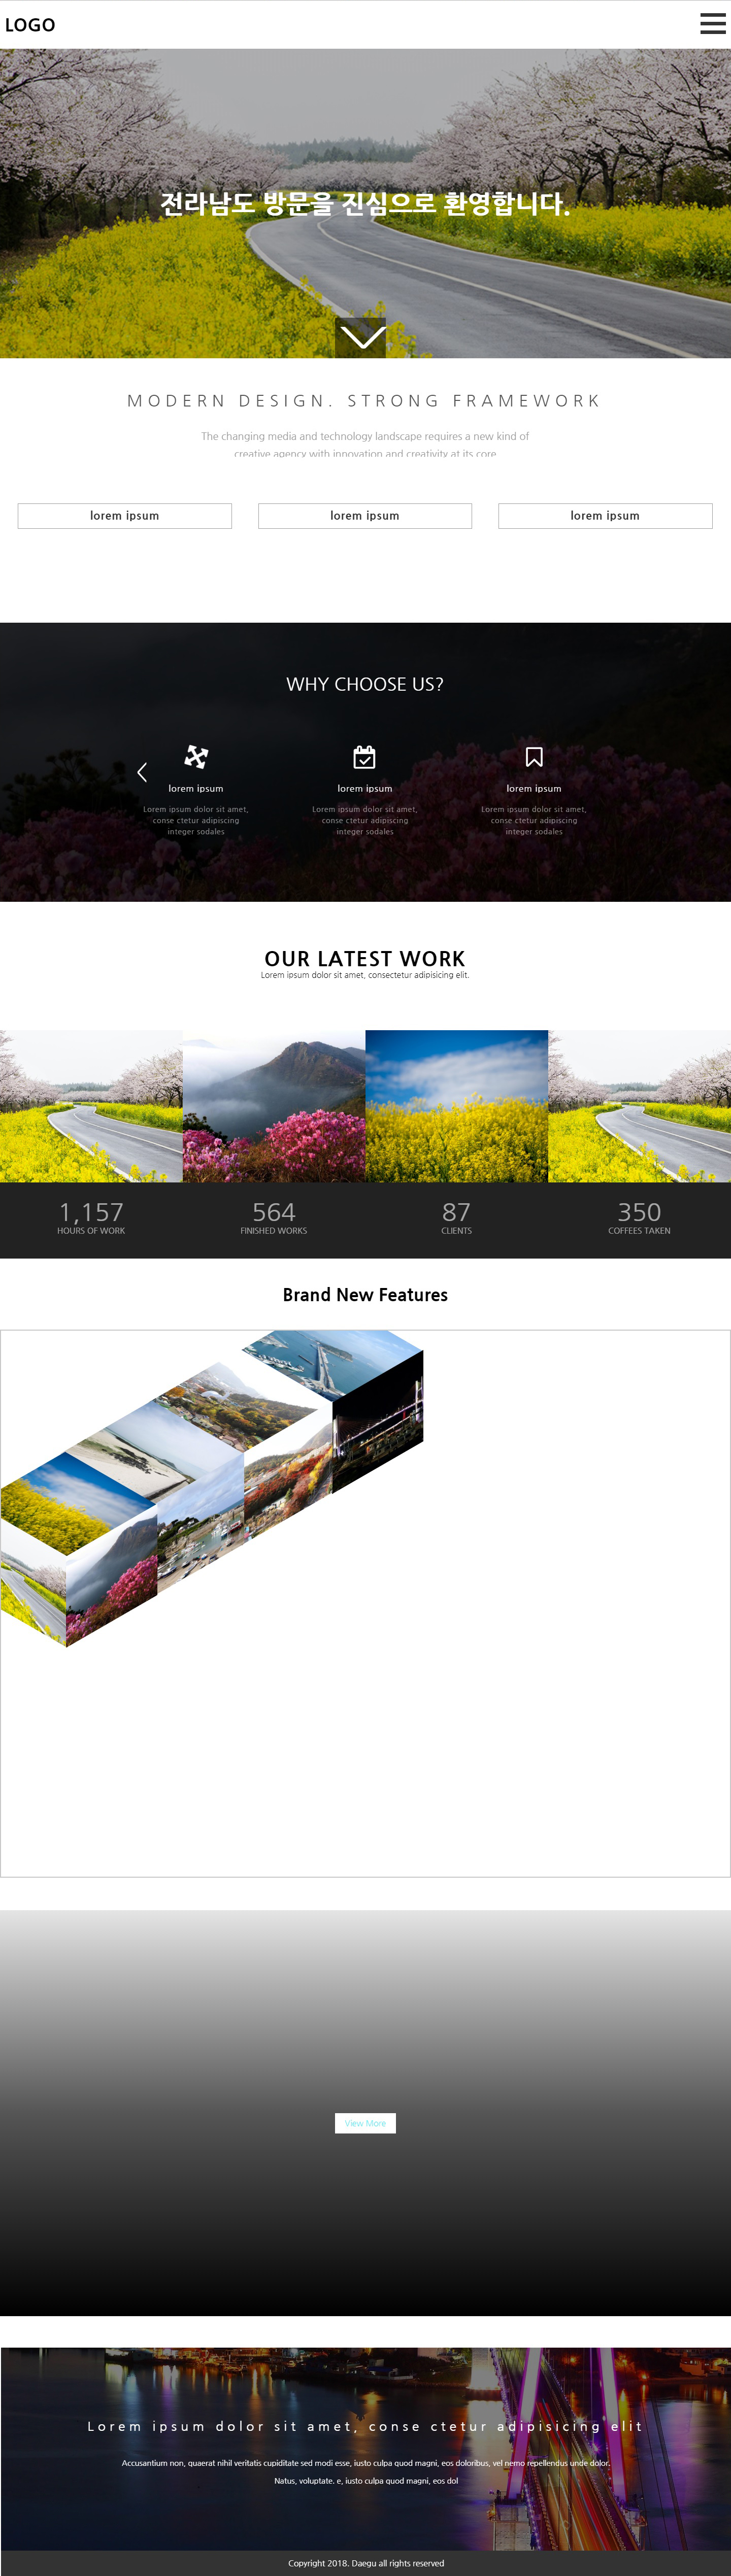 LOGO
전라남도 방문을 진심으로 환영합니다.
MODERN DESIGN. STRONG FRAMEWORK
The changing media and technology landscape requires a new kind of
creative agency with innovation and creativity at its core
lorem ipsum
lorem ipsum
lorem ipsum
WHY CHOOSE US?
lorem ipsum
Lorem ipsum dolor sit amet,
conse ctetur adipiscing
integer sodales
lorem ipsum
Lorem ipsum dolor sit amet,
conse ctetur adipiscing
integer sodales
lorem ipsum
Lorem ipsum dolor sit amet,
conse ctetur adipiscing
integer sodales
OUR LATEST WORK
Lorem ipsum dolor sit amet, consectetur adipisicing elit.
1,157
HOURS OF WORK
564
FINISHED WORKS
87
CLIENTS
350
COFFEES TAKEN
Brand New Features
View More
Lorem ipsum dolor sit amet, conse ctetur adipisicing elit
Accusantium non, quaerat nihil veritatis cupiditate sed modi esse, iusto culpa quod magni, eos doloribus, vel nemo repellendus unde dolor.
Natus, voluptate. e, iusto culpa quod magni, eos dol
Copyright 2018. Daegu all rights reserved